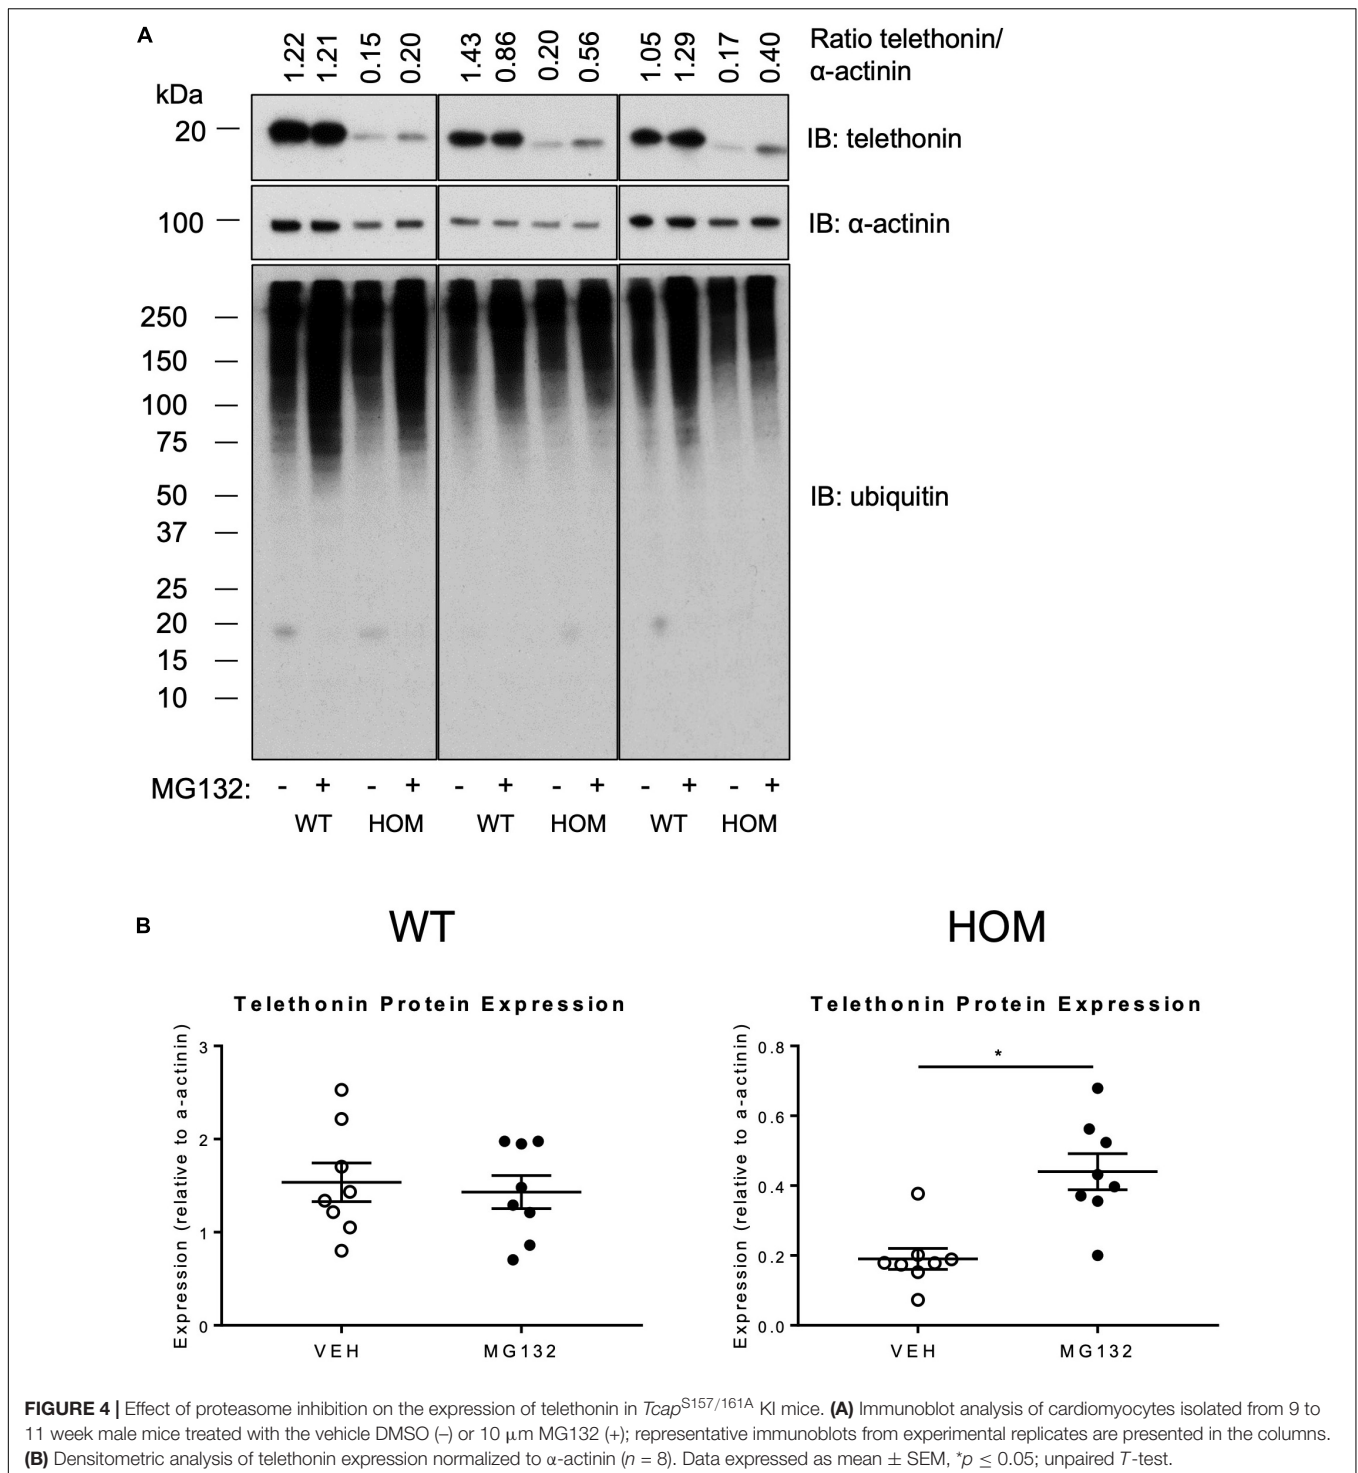 A
1.22 1.21 0.15 0.20 1.43 0.86 0.20 0.56 1.05 1.29 0.17 0.40
Ratio telethonin/
α-actinin
kDa
20
IB: telethonin
100
IB: α-actinin
250
150
100
75
50
37
25
20
15
10
IB: ubiquitin
MG132: - + - + - + - + - + - +
WT HOM WT HOM WT HOM
B
WT
Telethonin Protein Expression
Expression (relative to a-actinin)
3
2
1
0
VEH MG132
HOM
Telethonin Protein Expression
Expression (relative to a-actinin)
0.8
0.6
0.4
0.2
0.0
*
VEH MG132
FIGURE 4 | Effect of proteasome inhibition on the expression of telethonin in Tcap^S157/161A KI mice. (A) Immunoblot analysis of cardiomyocytes isolated from 9 to
11 week male mice treated with the vehicle DMSO (–) or 10 μm MG132 (+); representative immunoblots from experimental replicates are presented in the columns.
(B) Densitometric analysis of telethonin expression normalized to α-actinin (n = 8). Data expressed as mean ± SEM, *p ≤ 0.05; unpaired T-test.